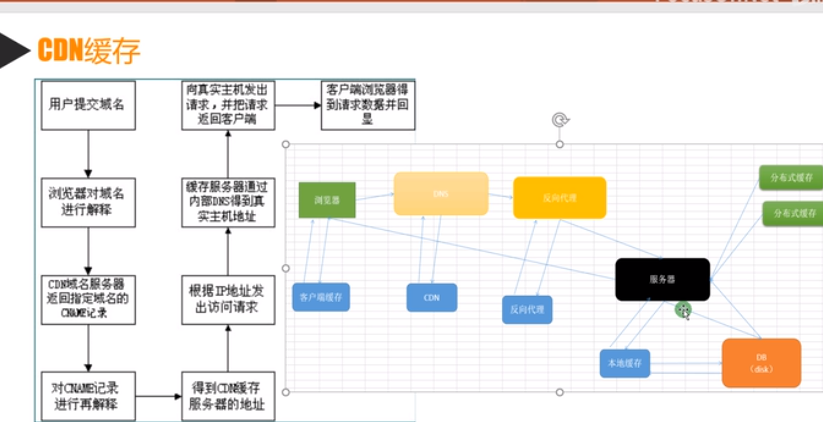 CDN缓存
用户提交域名
浏览器对域名
进行解释
CDN域名服务器
返回指定域名的
CNAME记录
对CNAME记录
进行再解释
得到CDN缓存
服务器的地址
根据IP地址发
出访问请求
缓存服务器通过
内部DNS得到真
实主机地址
向真实主机发出
请求，并把请求
返回客户端
客户端浏览器得
到请求数据并回
显
浏览器
DNS
反向代理
分布式缓存
分布式缓存
服务器
客户端缓存
CDN
反向代理
本地缓存
DB
（disk）